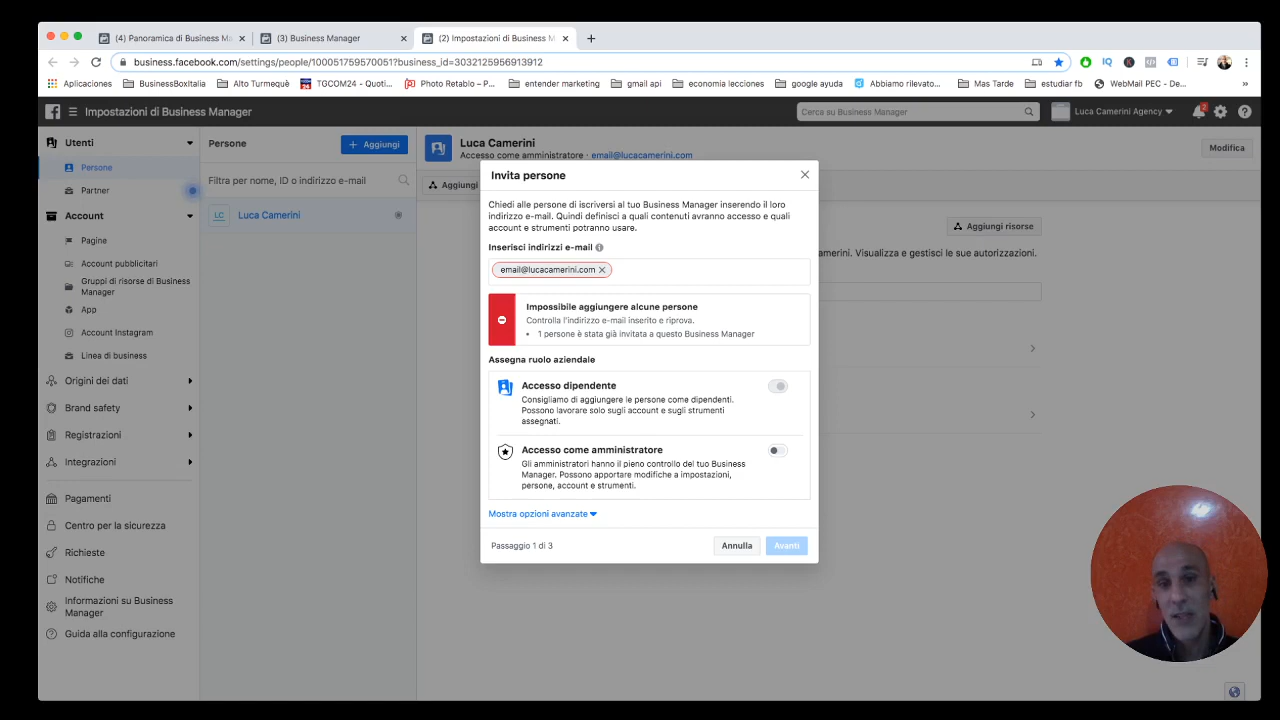 (4) Panoramica di Business Ma...
(3) Business Manager
(2) Impostazioni di Business M...
business.facebook.com/settings/people/100051759570051?business_id=3032125956913912
Aplicaciones
BusinessBoxItalia
Alto Turmequè
TGCOM24 - Quoti...
Photo Retablo – P...
entender marketing
gmail api
economia lecciones
google ayuda
Abbiamo rilevato...
Mas Tarde
estudiar fb
WebMail PEC - De...
Impostazioni di Business Manager
Cerca su Business Manager
Luca Camerini Agency
2
Utenti
Persone
Partner
Account
Pagine
Account pubblicitari
Gruppi di risorse di Business
Manager
App
Account Instagram
Linea di business
Origini dei dati
Brand safety
Registrazioni
Integrazioni
Pagamenti
Centro per la sicurezza
Richieste
Notifiche
Informazioni su Business
Manager
Guida alla configurazione
Persone
+ Aggiungi
Filtra per nome, ID o indirizzo e-mail
LC
Luca Camerini
Luca Camerini
Accesso come amministratore · email@lucacamerini.com
Modifica
Aggiungi
Aggiungi risorse
amerini. Visualizza e gestisci le sue autorizzazioni.
Invita persone
Chiedi alle persone di iscriversi al tuo Business Manager inserendo il loro
indirizzo e-mail. Quindi definisci a quali contenuti avranno accesso e quali
account e strumenti potranno usare.
Inserisci indirizzi e-mail
email@lucacamerini.com
Impossibile aggiungere alcune persone
Controlla l'indirizzo e-mail inserito e riprova.
• 1 persone è stata già invitata a questo Business Manager
Assegna ruolo aziendale
Accesso dipendente
Consigliamo di aggiungere le persone come dipendenti.
Possono lavorare solo sugli account e sugli strumenti
assegnati.
Accesso come amministratore
Gli amministratori hanno il pieno controllo del tuo Business
Manager. Possono apportare modifiche a impostazioni,
persone, account e strumenti.
Mostra opzioni avanzate
Passaggio 1 di 3
Annulla
Avanti